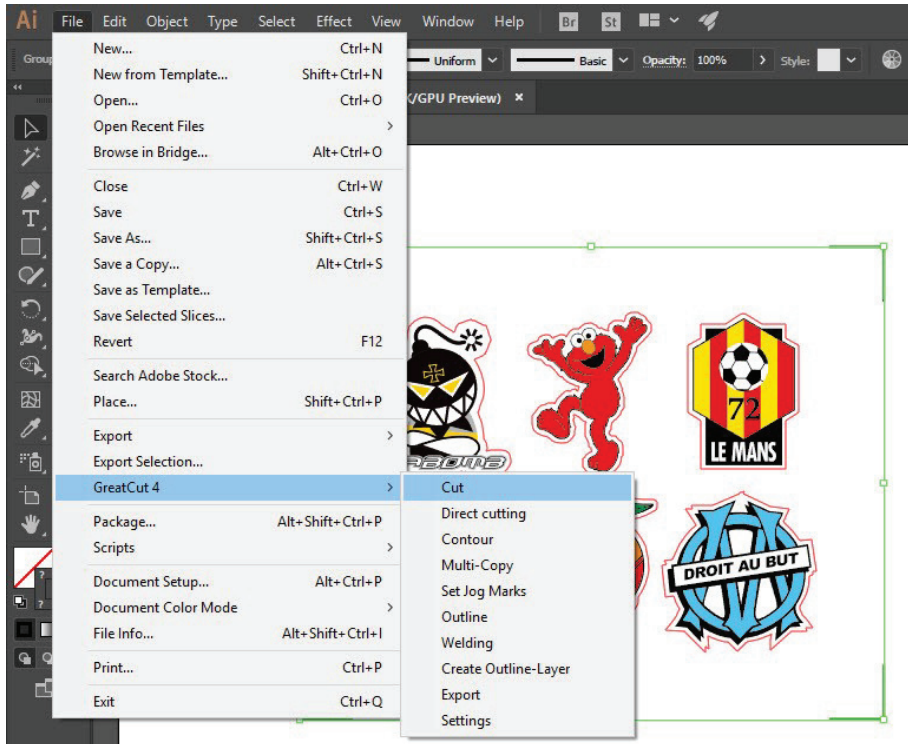 Ai File Edit Object Type Select Effect View Window Help Br St
Group Uniform Basic Opacity: 100% Style:
K/GPU Preview) ×
New... Ctrl+N
New from Template... Shift+Ctrl+N
Open... Ctrl+O
Open Recent Files
Browse in Bridge... Alt+Ctrl+O
Close Ctrl+W
Save Ctrl+S
Save As... Shift+Ctrl+S
Save a Copy... Alt+Ctrl+S
Save as Template...
Save Selected Slices...
Revert F12
Search Adobe Stock...
Place... Shift+Ctrl+P
Export
Export Selection...
GreatCut 4
Package... Alt+Shift+Ctrl+P
Scripts
Document Setup... Alt+Ctrl+P
Document Color Mode
File Info... Alt+Shift+Ctrl+I
Print... Ctrl+P
Exit Ctrl+Q
Cut
Direct cutting
Contour
Multi-Copy
Set Jog Marks
Outline
Welding
Create Outline-Layer
Export
Settings
72
LE MANS
DROIT AU BUT